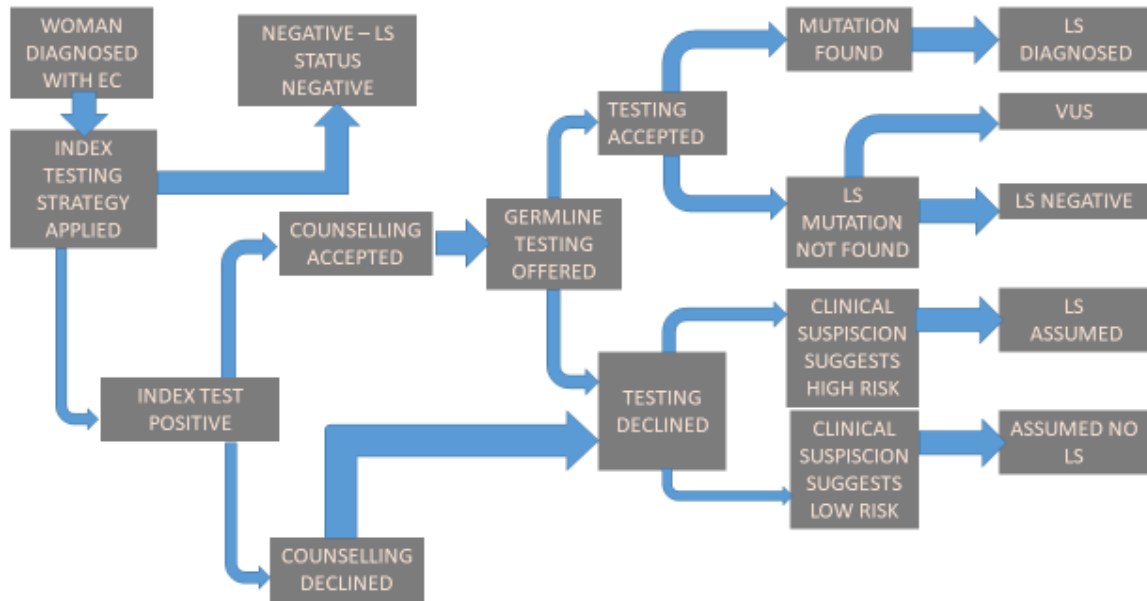 WOMAN
DIAGNOSED
WITH EC
NEGATIVE – LS
STATUS
NEGATIVE
MUTATION
FOUND
LS
DIAGNOSED
INDEX
TESTING
STRATEGY
APPLIED
TESTING
ACCEPTED
VUS
COUNSELLING
ACCEPTED
GERMLINE
TESTING
OFFERED
LS
MUTATION
NOT FOUND
LS NEGATIVE
INDEX TEST
POSITIVE
TESTING
DECLINED
CLINICAL
SUSPISCION
SUGGESTS
HIGH RISK
LS
ASSUMED
COUNSELLING
DECLINED
CLINICAL
SUSPISCION
SUGGESTS
LOW RISK
ASSUMED NO
LS